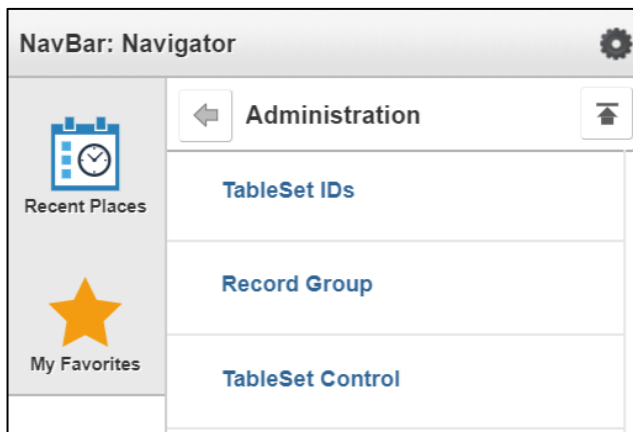 NavBar: Navigator
Administration
Recent Places
TableSet IDs
Record Group
My Favorites
TableSet Control